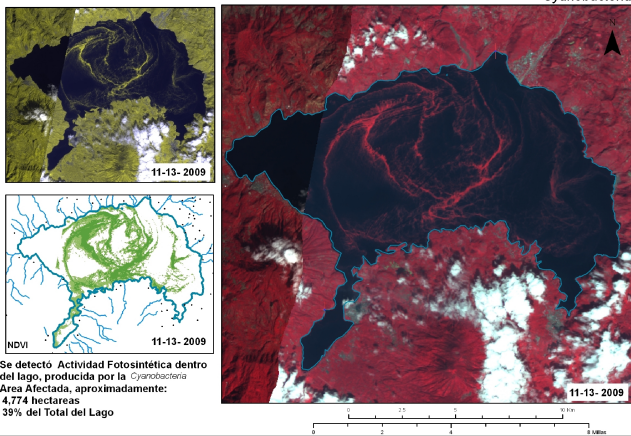 Cyanobacteria
N
11-13- 2009
11-13- 2009
NDVI
11-13- 2009
Se detectó Actividad Fotosintética dentro
del lago, producida por la Cyanobacteria
Area Afectada, aproximadamente:
4,774 hectareas
39% del Total del Lago
0 2.5 5 10 Km
0 2 4 8 Millas